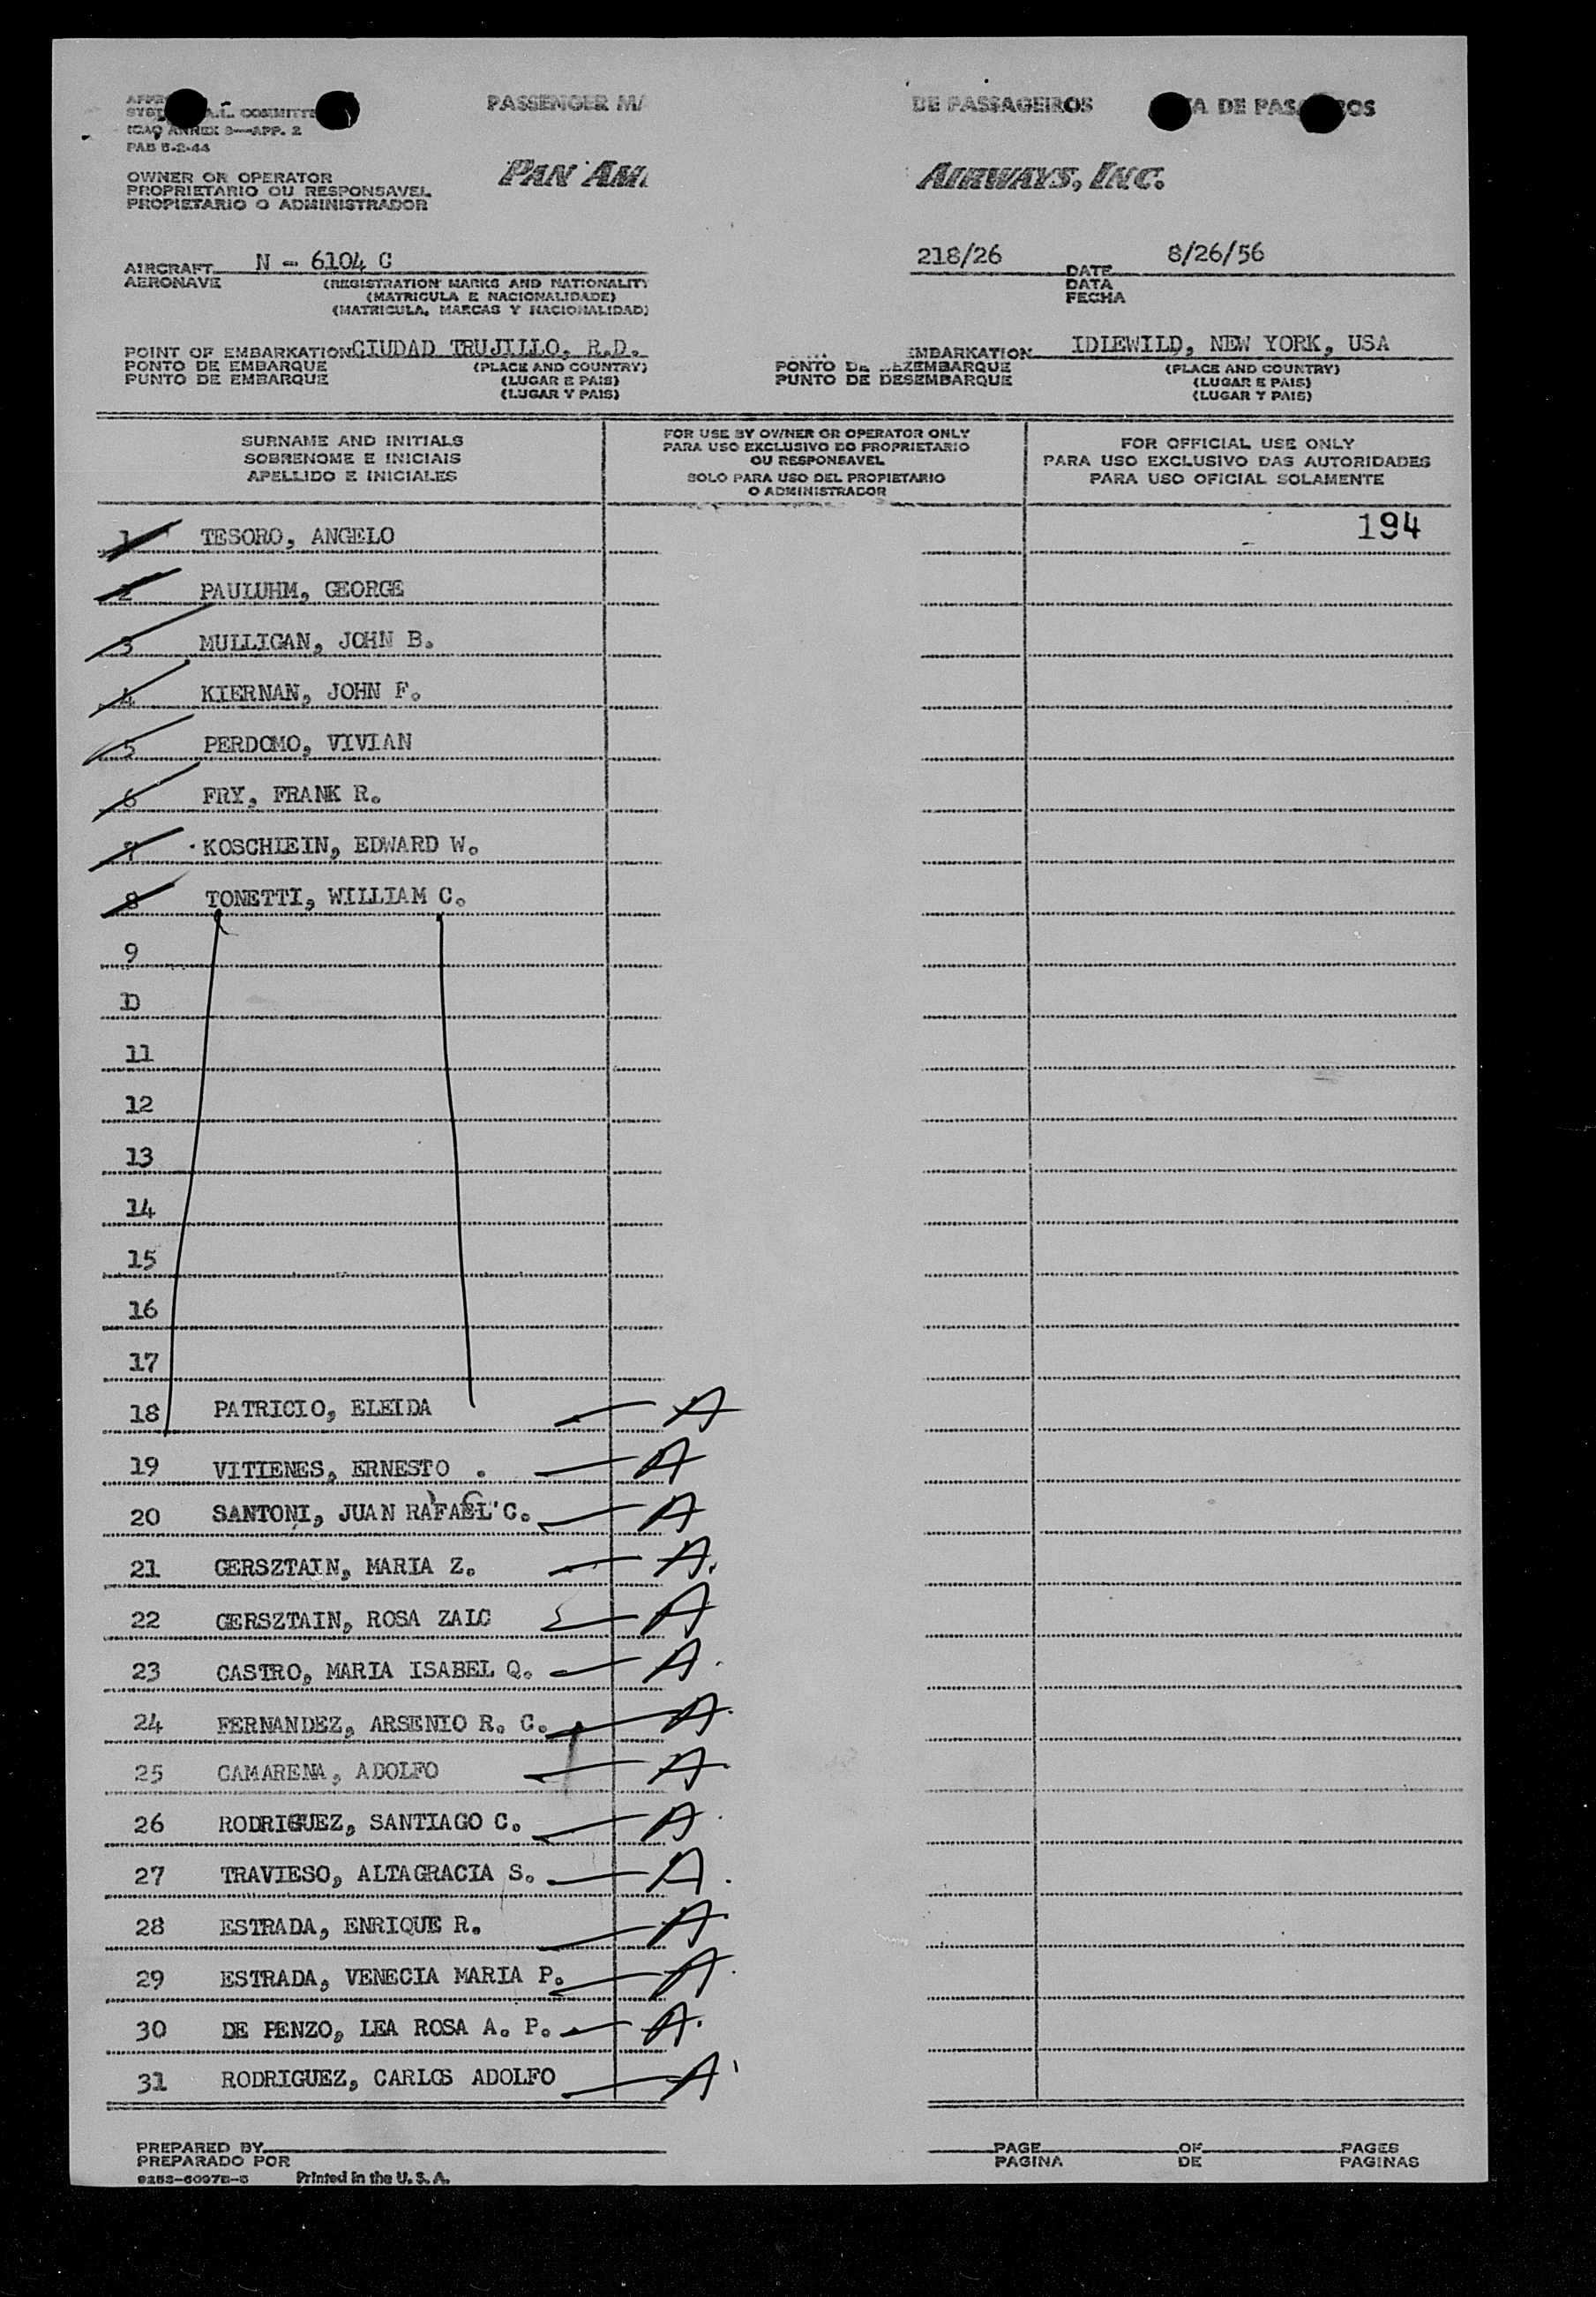 PASSENGER MA DE PASSAGEIROS A DE PAS ROS
A.L. COMMITTE
ICAO ANNEX 9—APP. 2
PAB 5-2-44
OWNER OR OPERATOR
PROPRIETARIO OU RESPONSAVEL
PROPIETARIO O ADMINISTRADOR
PAN AM AIRWAYS, INC.
AIRCRAFT N - 6104 C 218/26 DATE 8/26/56
AERONAVE (REGISTRATION MARKS AND NATIONALITY DATA
(MATRICULA E NACIONALIDADE) FECHA
(MATRICULA, MARCAS Y NACIONALIDAD)
POINT OF EMBARKATION CIUDAD TRUJILLO, R.D. EMBARKATION IDLEWILD, NEW YORK, USA
PONTO DE EMBARQUE (PLACE AND COUNTRY) PONTO DE DEZEMBARQUE (PLACE AND COUNTRY)
PUNTO DE EMBARQUE (LUGAR E PAIS) PUNTO DE DESEMBARQUE (LUGAR E PAIS)
(LUGAR Y PAIS) (LUGAR Y PAIS)
SURNAME AND INITIALS
SOBRENOME E INICIAIS
APELLIDO E INICIALES
FOR USE BY OWNER OR OPERATOR ONLY
PARA USO EXCLUSIVO DO PROPRIETARIO
OU RESPONSAVEL
SOLO PARA USO DEL PROPIETARIO
O ADMINISTRADOR
FOR OFFICIAL USE ONLY
PARA USO EXCLUSIVO DAS AUTORIDADES
PARA USO OFICIAL SOLAMENTE
1 TESORO, ANGELO 194
2 PAULUHM, GEORGE
3 MULLIGAN, JOHN B.
4 KIERNAN, JOHN F.
5 PERDOMO, VIVIAN
6 FRY, FRANK R.
7 KOSCHIEIN, EDWARD W.
8 TONETTI, WILLIAM C.
9
D
11
12
13
14
15
16
17
18 PATRICIO, ELEIDA A
19 VITIENES, ERNESTO . A
20 SANTONI, JUAN RAFAEL C. A
21 GERSZTAIN, MARIA Z. A.
22 GERSZTAIN, ROSA ZALC A
23 CASTRO, MARIA ISABEL Q. A.
24 FERNANDEZ, ARSENIO R. C. A.
25 CAMARENA, ADOLFO A.
26 RODRIGUEZ, SANTIAGO C. A.
27 TRAVIESO, ALTAGRACIA S. A.
28 ESTRADA, ENRIQUE R. A.
29 ESTRADA, VENECIA MARIA P. A.
30 DE PENZO, LEA ROSA A. P. A.
31 RODRIGUEZ, CARLOS ADOLFO A
PREPARED BY PAGE OF PAGES
PREPARADO POR PAGINA DE PAGINAS
Printed in the U. S. A.